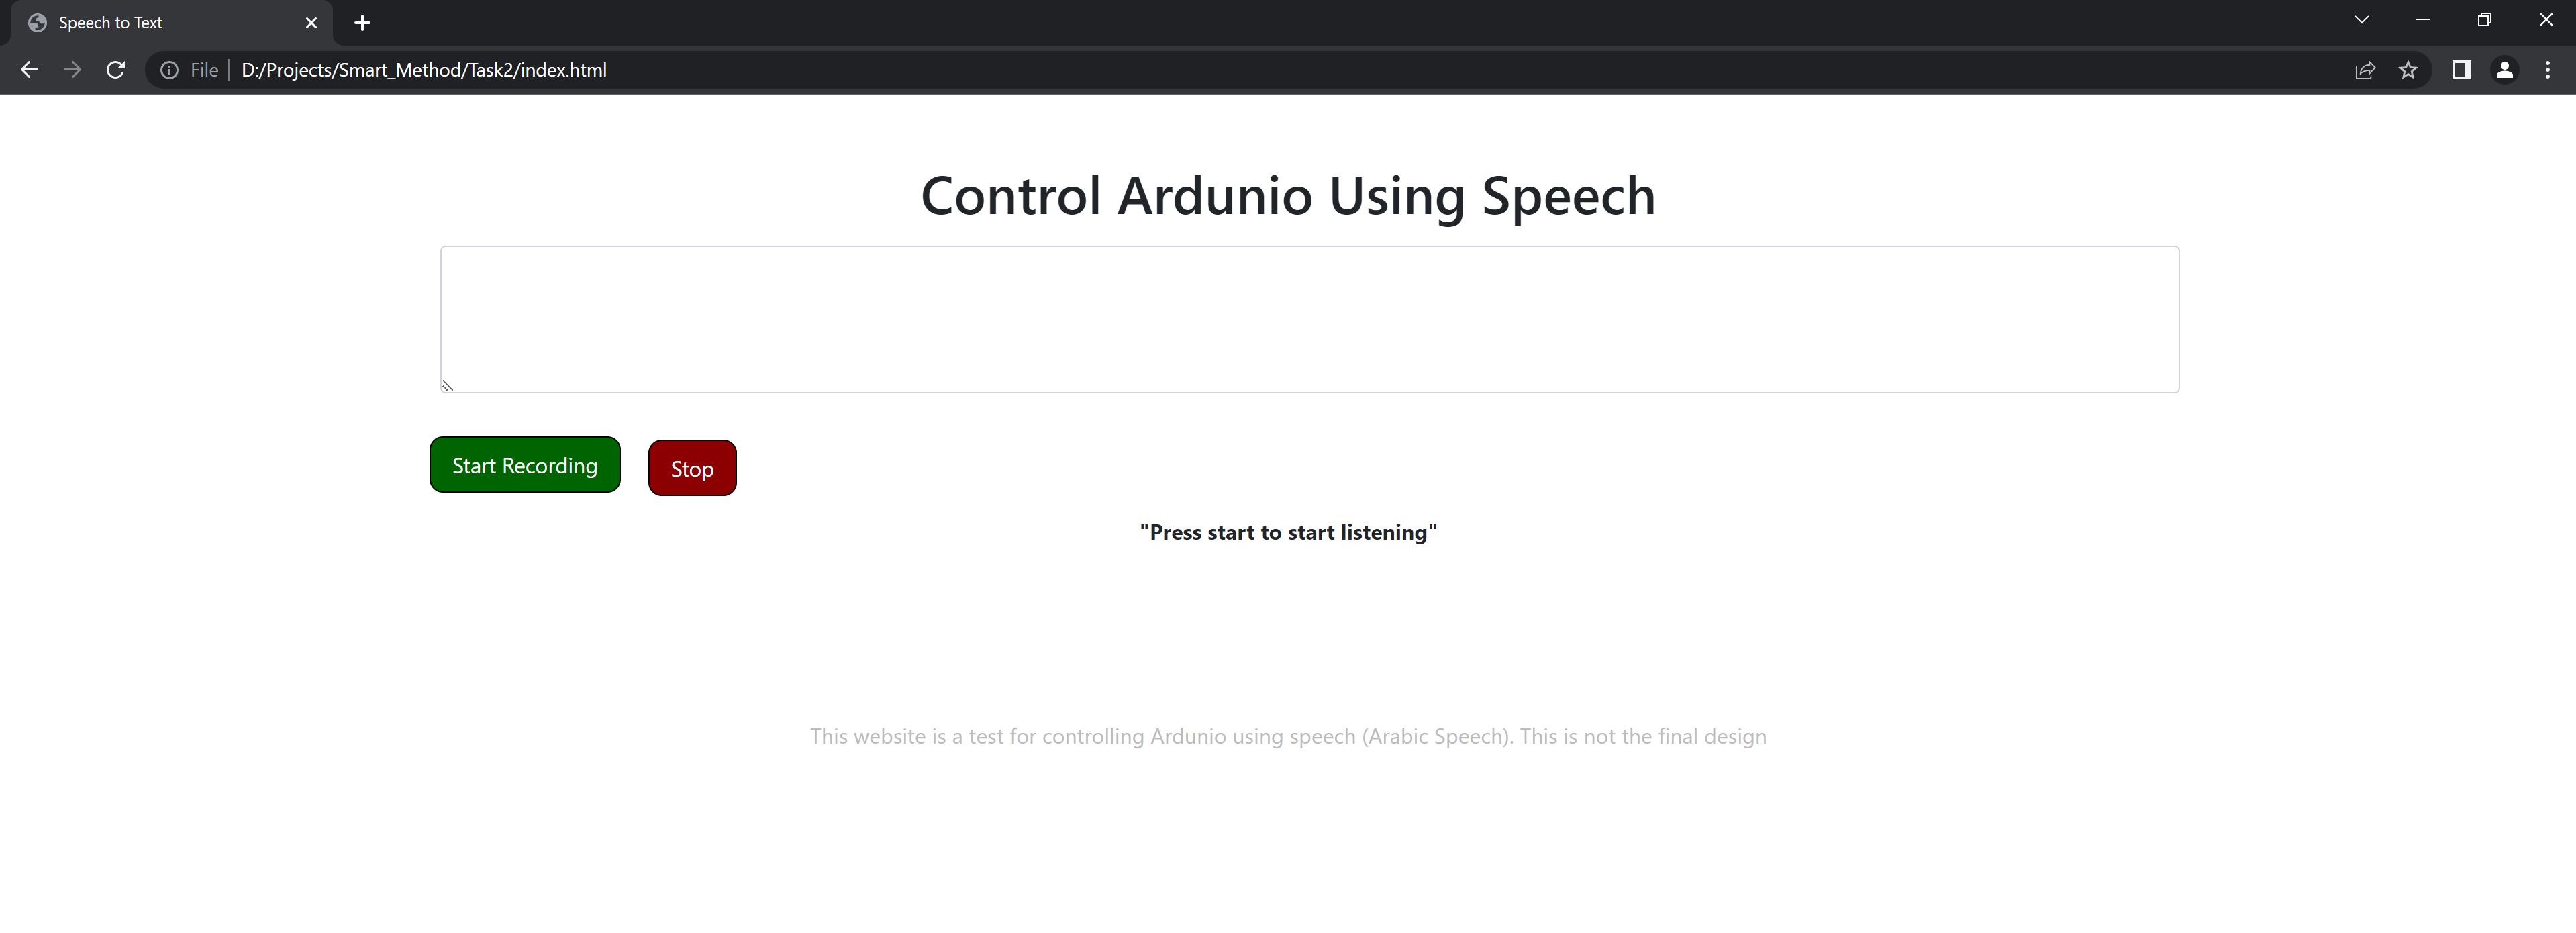 Speech to Text
File D:/Projects/Smart_Method/Task2/index.html
Control Ardunio Using Speech
Start Recording
Stop
"Press start to start listening"
This website is a test for controlling Ardunio using speech (Arabic Speech). This is not the final design